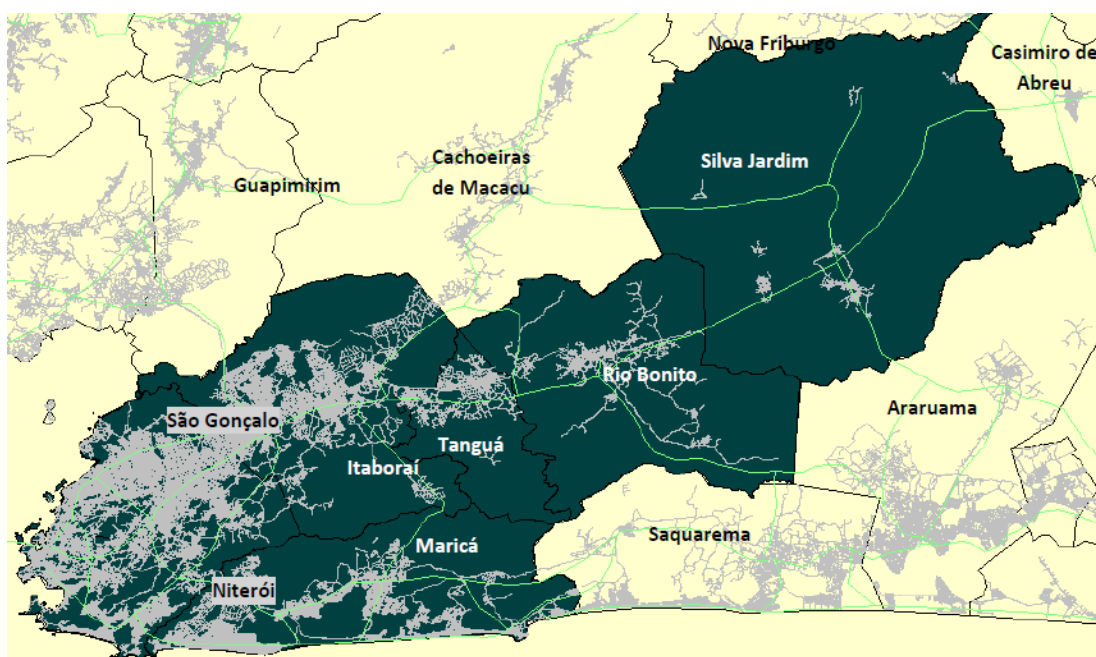 Nova Friburgo
Casimiro de
Abreu
Cachoeiras
de Macacu
Silva Jardim
Guapimirim
Rio Bonito
São Gonçalo
Araruama
Tanguá
Itaboraí
Saquarema
Maricá
Niterói